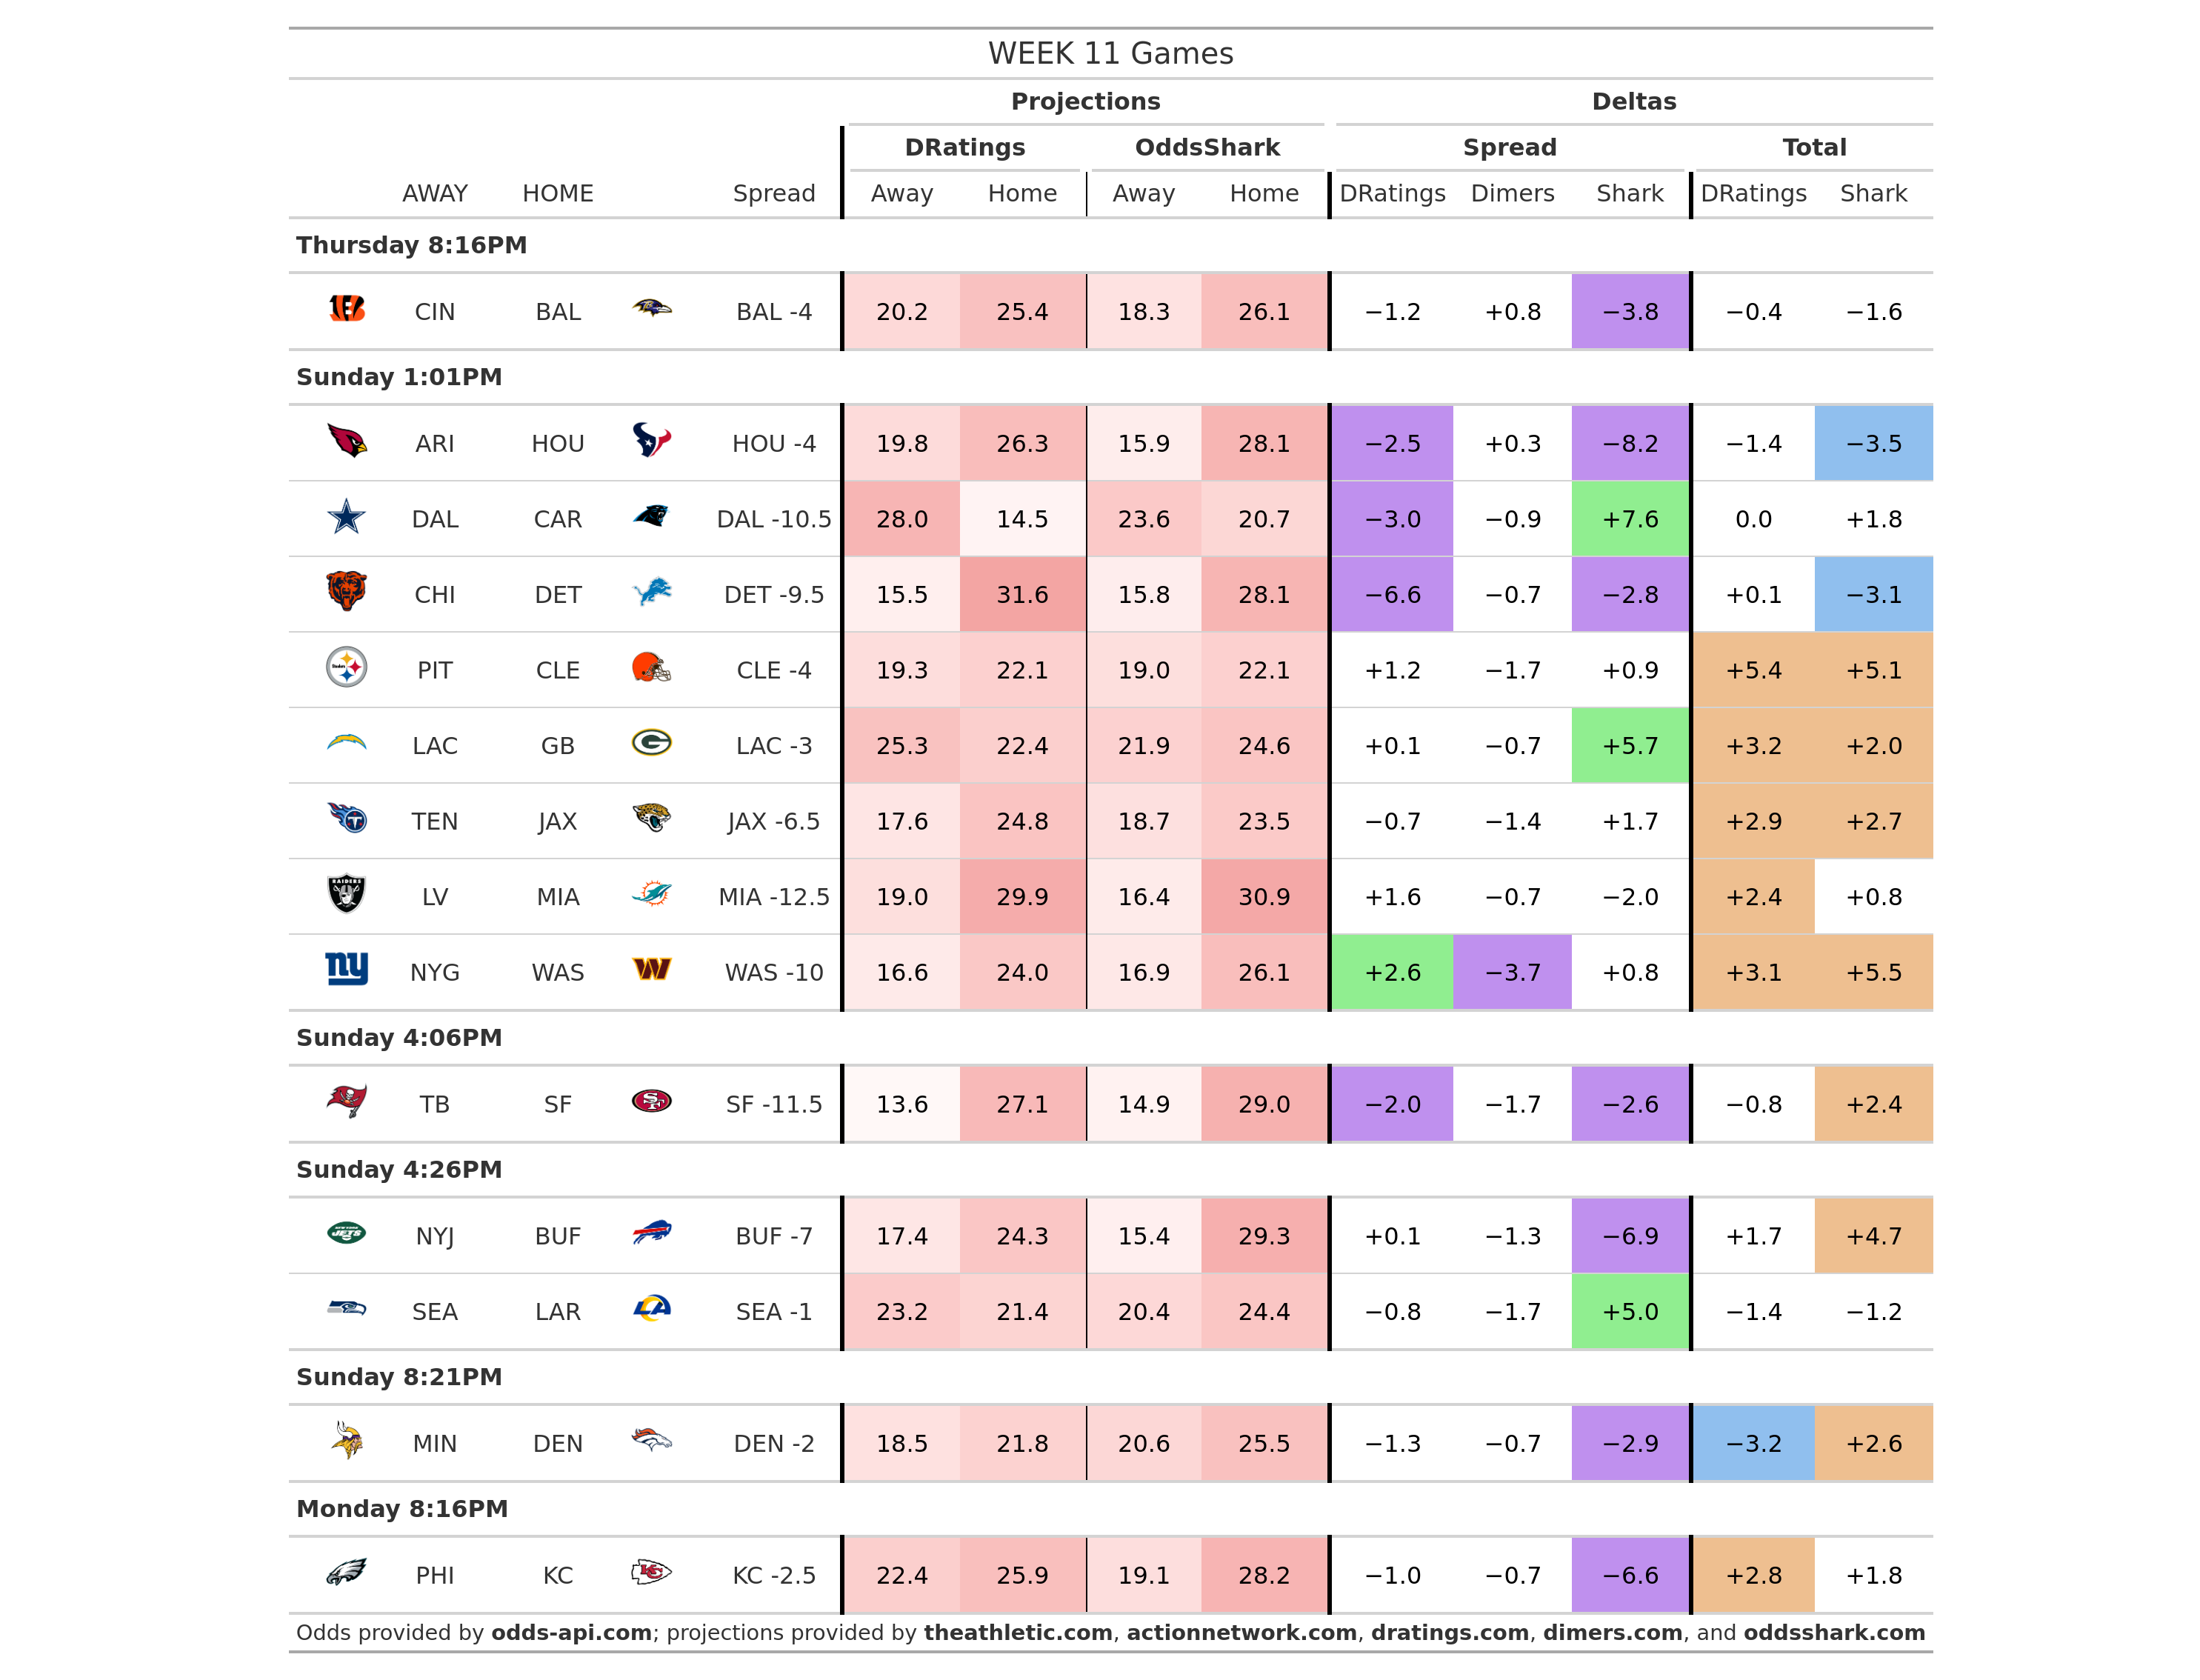 WEEK 11 Games
Projections Deltas
DRatings OddsShark Spread Total
AWAY HOME Spread Away Home Away Home DRatings Dimers Shark DRatings Shark
Thursday 8:16PM
CIN BAL BAL -4 20.2 25.4 18.3 26.1 −1.2 +0.8 −3.8 −0.4 −1.6
Sunday 1:01PM
ARI HOU HOU -4 19.8 26.3 15.9 28.1 −2.5 +0.3 −8.2 −1.4 −3.5
DAL CAR DAL -10.5 28.0 14.5 23.6 20.7 −3.0 −0.9 +7.6 0.0 +1.8
CHI DET DET -9.5 15.5 31.6 15.8 28.1 −6.6 −0.7 −2.8 +0.1 −3.1
PIT CLE CLE -4 19.3 22.1 19.0 22.1 +1.2 −1.7 +0.9 +5.4 +5.1
LAC GB LAC -3 25.3 22.4 21.9 24.6 +0.1 −0.7 +5.7 +3.2 +2.0
TEN JAX JAX -6.5 17.6 24.8 18.7 23.5 −0.7 −1.4 +1.7 +2.9 +2.7
RAIDERS LV MIA MIA -12.5 19.0 29.9 16.4 30.9 +1.6 −0.7 −2.0 +2.4 +0.8
ny NYG WAS W WAS -10 16.6 24.0 16.9 26.1 +2.6 −3.7 +0.8 +3.1 +5.5
Sunday 4:06PM
TB SF SF SF -11.5 13.6 27.1 14.9 29.0 −2.0 −1.7 −2.6 −0.8 +2.4
Sunday 4:26PM
JETS NYJ BUF BUF -7 17.4 24.3 15.4 29.3 +0.1 −1.3 −6.9 +1.7 +4.7
SEA LAR LA SEA -1 23.2 21.4 20.4 24.4 −0.8 −1.7 +5.0 −1.4 −1.2
Sunday 8:21PM
MIN DEN DEN -2 18.5 21.8 20.6 25.5 −1.3 −0.7 −2.9 −3.2 +2.6
Monday 8:16PM
PHI KC KC KC -2.5 22.4 25.9 19.1 28.2 −1.0 −0.7 −6.6 +2.8 +1.8
Odds provided by odds-api.com; projections provided by theathletic.com, actionnetwork.com, dratings.com, dimers.com, and oddsshark.com